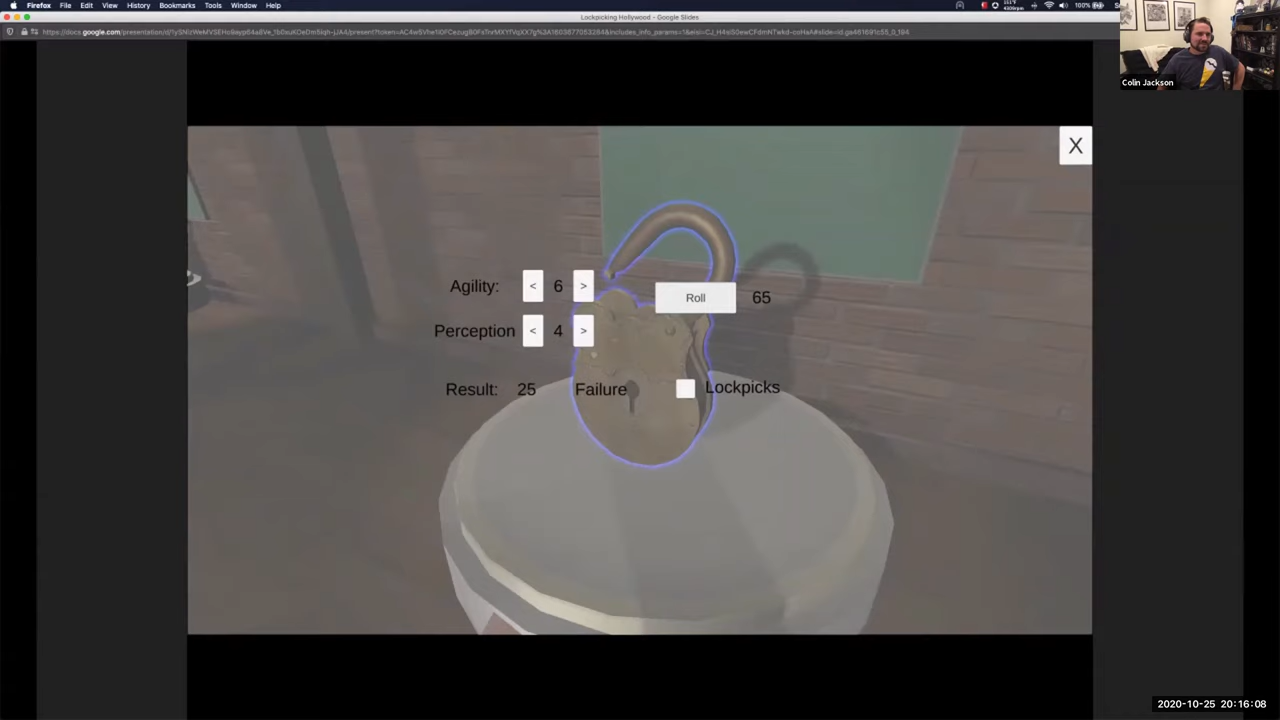 Firefox File Edit View History Bookmarks Tools Window Help
100%
Lockpicking Hollywood - Google Slides
Colin Jackson
X
Agility: < 6 >
Roll 65
Perception < 4 >
Result: 25 Failure Lockpicks
2020-10-25 20:16:08